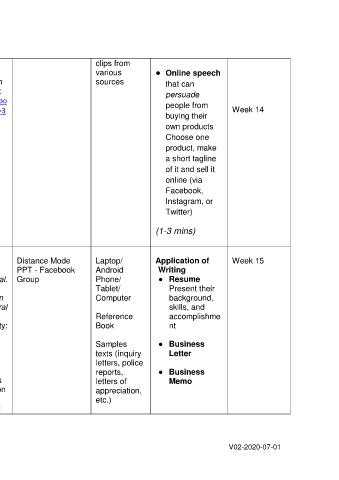 clips from
various
sources
● Online speech
that can
persuade
people from
buying their
own products
Choose one
product, make
a short tagline
of it and sell it
online (via
Facebook,
Instagram, or
Twitter)
(1-3 mins)
Week 14
Distance Mode
PPT - Facebook
Group
Laptop/
Android
Phone/
Tablet/
Computer
Reference
Book
Samples
texts (inquiry
letters, police
reports,
letters of
appreciation,
etc.)
Application of
Writing
● Resume
Present their
background,
skills, and
accomplishme
nt
● Business
Letter
● Business
Memo
Week 15
V02-2020-07-01